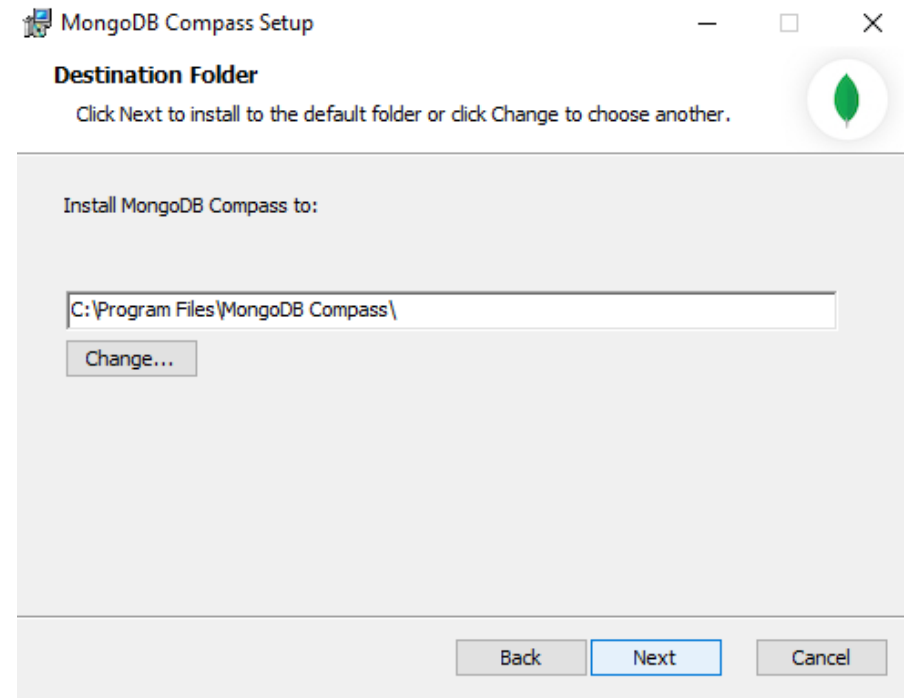 MongoDB Compass Setup
Destination Folder
Click Next to install to the default folder or click Change to choose another.
Install MongoDB Compass to:
C:\Program Files\MongoDB Compass\
Change...
Back Next Cancel